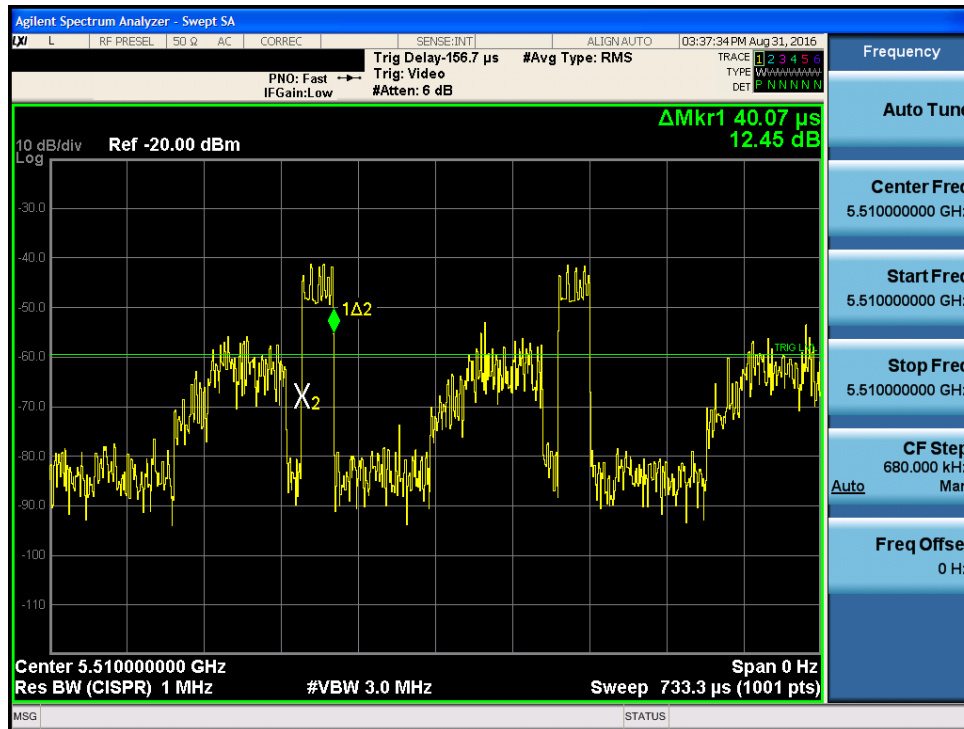 Agilent Spectrum Analyzer - Swept SA
LXI L RF PRESEL 50 Ω AC CORREC SENSE:INT ALIGN AUTO 03:37:34 PM Aug 31, 2016
Trig Delay-156.7 µs #Avg Type: RMS TRACE 1 2 3 4 5 6
PNO: Fast Trig: Video TYPE WWWWWW
IFGain:Low #Atten: 6 dB DET P N N N N N
ΔMkr1 40.07 µs
12.45 dB
10 dB/div Ref -20.00 dBm
Log
-30.0
-40.0
-50.0
1Δ2
-60.0
-70.0
X2
-80.0
-90.0
-100
-110
Center 5.510000000 GHz Span 0 Hz
Res BW (CISPR) 1 MHz #VBW 3.0 MHz Sweep 733.3 µs (1001 pts)
MSG STATUS
Frequency
Auto Tune
Center Freq
5.510000000 GHz
Start Freq
5.510000000 GHz
Stop Freq
5.510000000 GHz
CF Step
680.000 kHz
Auto Man
Freq Offset
0 Hz